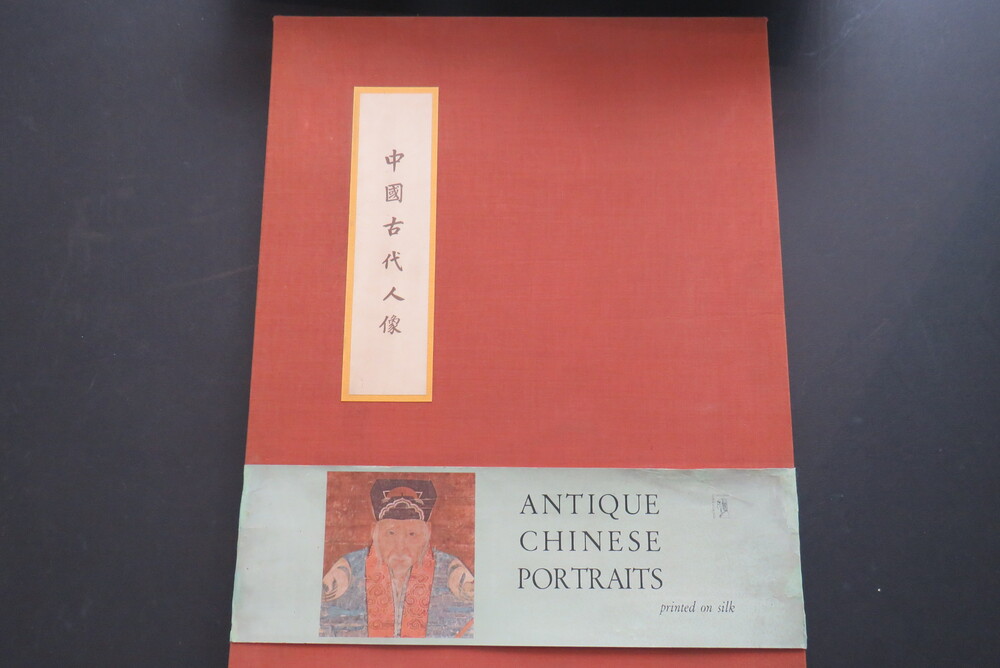 中國古代人像
ANTIQUE
CHINESE
PORTRAITS
printed on silk